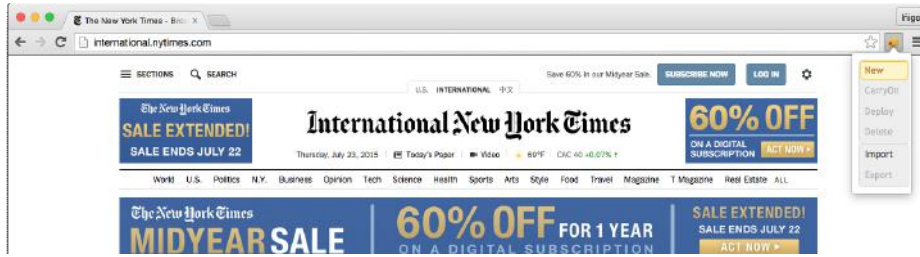 The New York Times - Bre X
Figo
international.nytimes.com
SECTIONS SEARCH
Save 60% in our Midyear Sale. SUBSCRIBE NOW LOG IN
U.S. INTERNATIONAL 中文
The New York Times
SALE EXTENDED!
SALE ENDS JULY 22
International New York Times
Thursday, July 23, 2015 Today's Paper Video 69°F CAC 40 +0.07% ↑
60% OFF
ON A DIGITAL
SUBSCRIPTION ACT NOW ▸
World U.S. Politics N.Y. Business Opinion Tech Science Health Sports Arts Style Food Travel Magazine T Magazine Real Estate ALL
The New York Times
MIDYEAR SALE
60% OFF FOR 1 YEAR
ON A DIGITAL SUBSCRIPTION
SALE EXTENDED!
SALE ENDS JULY 22
ACT NOW ▸
New
CarryOn
Deploy
Delete
Import
Export